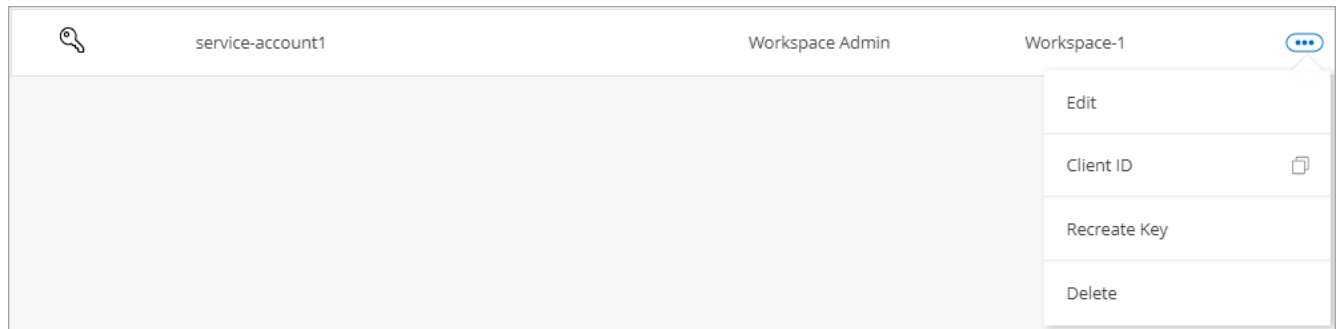 service-account1 Workspace Admin Workspace-1
Edit
Client ID
Recreate Key
Delete